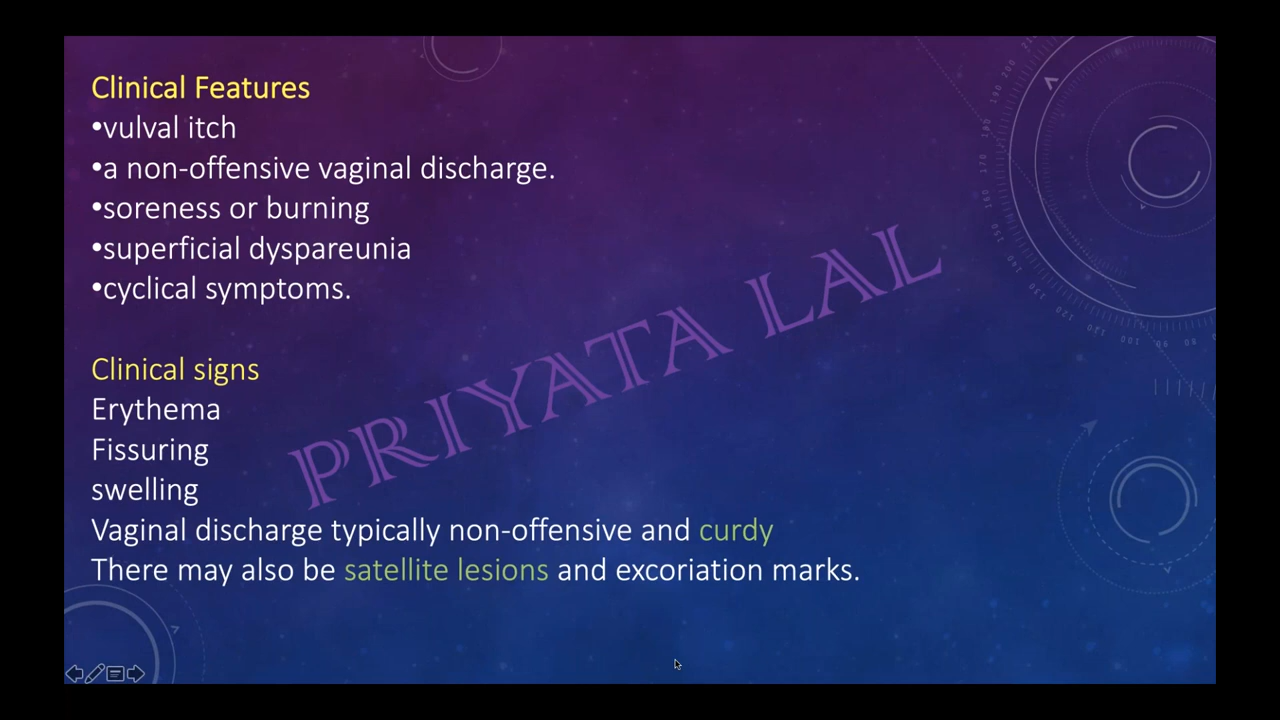 Clinical Features
•vulval itch
•a non-offensive vaginal discharge.
•soreness or burning
•superficial dyspareunia
•cyclical symptoms.
Clinical signs
Erythema
Fissuring
swelling
Vaginal discharge typically non-offensive and curdy
There may also be satellite lesions and excoriation marks.
PRIYATA LAL